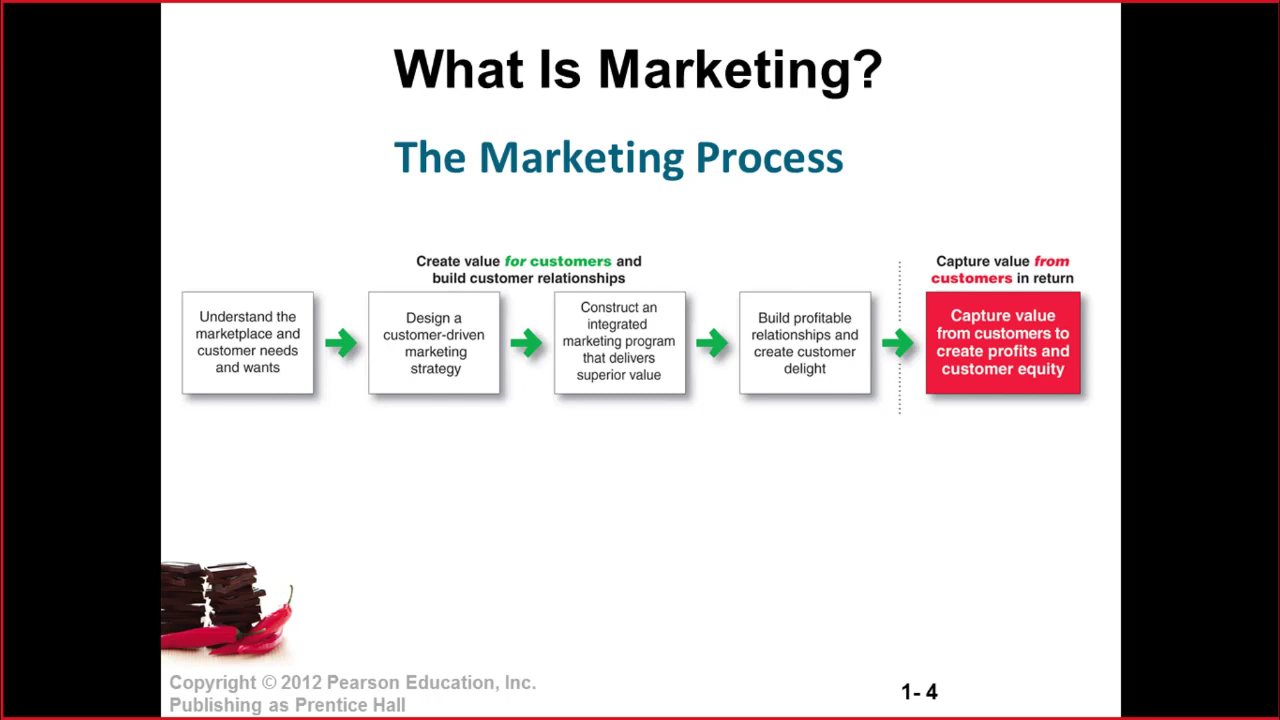 What Is Marketing?
The Marketing Process
Create value for customers and
build customer relationships
Capture value from
customers in return
Understand the
marketplace and
customer needs
and wants
Design a
customer-driven
marketing
strategy
Construct an
integrated
marketing program
that delivers
superior value
Build profitable
relationships and
create customer
delight
Capture value
from customers to
create profits and
customer equity
Copyright © 2012 Pearson Education, Inc.
Publishing as Prentice Hall
1- 4